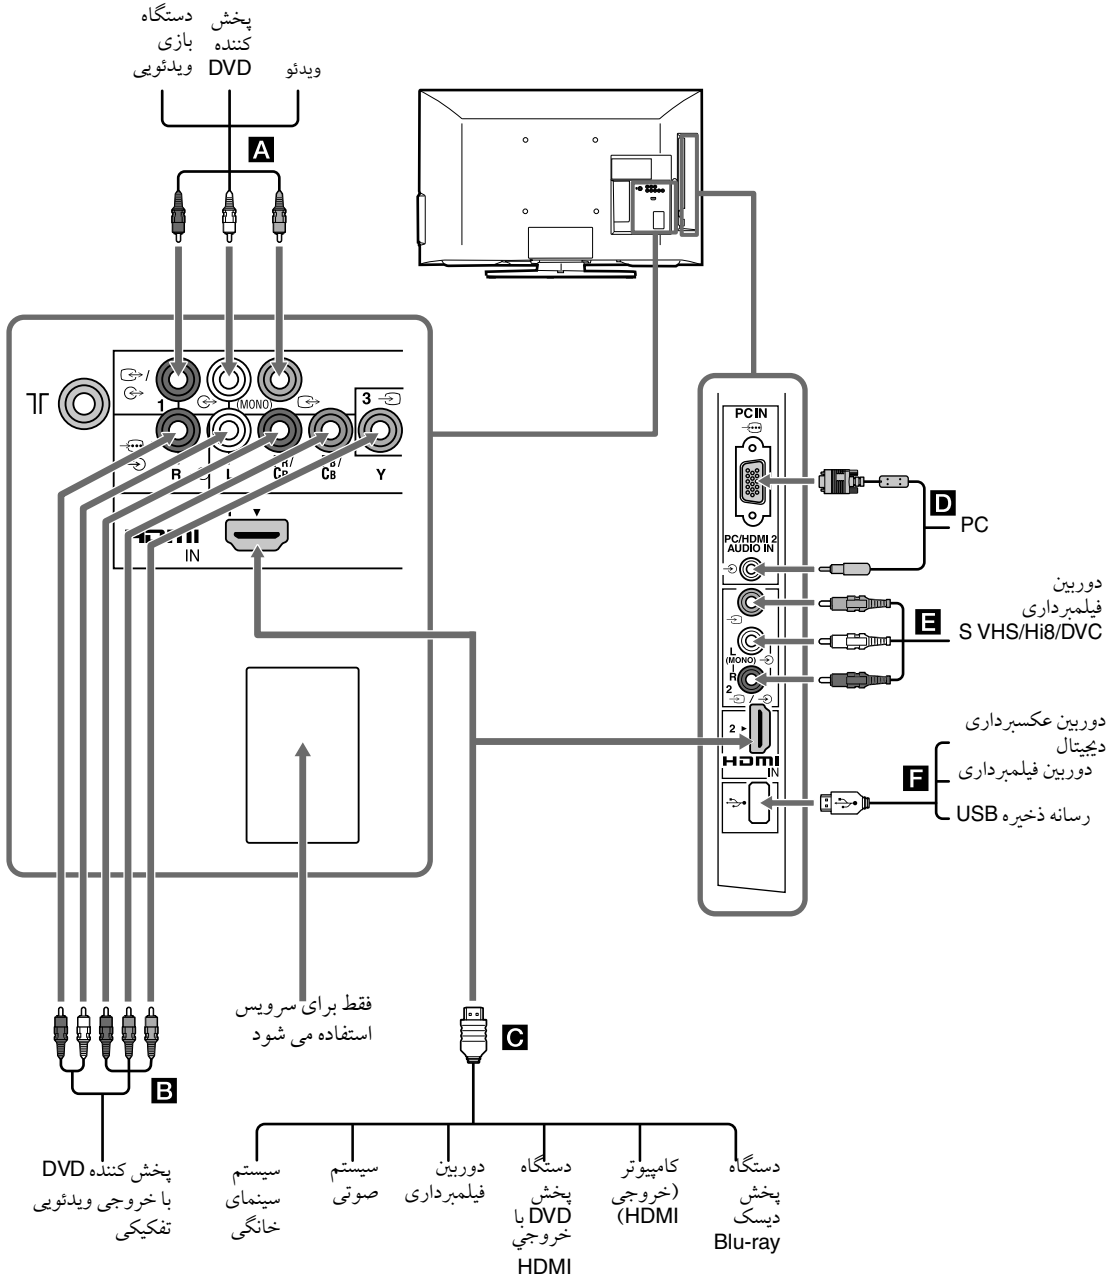 دستگاه
بازی
ویدئویی
پخش
کننده
DVD
ویدئو
A
1
(MONO)
3
R
L
CR
CB
Y
HDMI
IN
PC IN
D
PC
PC/HDMI 2
AUDIO IN
دوربین
فیلمبرداری
S VHS/Hi8/DVC
E
L
(MONO)
R
2
2
HDMI
IN
دوربین عکسبرداری
دیجیتال
دوربین فیلمبرداری
رسانه ذخیره USB
F
فقط برای سرویس
استفاده می شود
C
B
پخش کننده DVD
با خروجی ویدئویی
تفکیکی
سیستم
سینمای
خانگی
سیستم
صوتی
دوربین
فیلمبرداری
دستگاه
پخش
DVD با
خروجي
HDMI
کامپیوتر
(خروجی
HDMI)
دستگاه
پخش
دیسک
Blu-ray